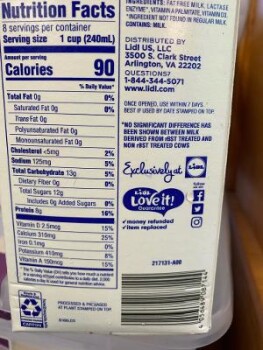 Nutrition Facts
8 servings per container
Serving size 1 cup (240mL)
Amount per serving
Calories 90
% Daily Value*
Total Fat 0g 0%
Saturated Fat 0g 0%
Trans Fat 0g
Polyunsaturated Fat 0g
Monounsaturated Fat 0g
Cholesterol <5mg 2%
Sodium 125mg 5%
Total Carbohydrate 13g 5%
Dietary Fiber 0g 0%
Total Sugars 12g
Includes 0g Added Sugars 0%
Protein 8g 16%
Vitamin D 2.5mcg 15%
Calcium 310mg 25%
Iron 0.1mg 0%
Potassium 410mg 8%
Vitamin A 150mcg 15%
INGREDIENTS: FAT FREE MILK, LACTASE
ENZYME*, VITAMIN A PALMITATE, VITAMIN D3.
*INGREDIENT NOT FOUND IN REGULAR MILK
CONTAINS: MILK.
DISTRIBUTED BY
Lidl US, LLC
3500 S. Clark Street
Arlington, VA 22202
QUESTIONS?
1-844-344-5071
www.lidl.com
ONCE OPENED, USE WITHIN 7 DAYS.
BEST IF USED BY DATE STAMPED ON TOP
*NO SIGNIFICANT DIFFERENCE HAS
BEEN SHOWN BETWEEN MILK
DERIVED FROM rBST TREATED AND
NON rBST TREATED COWS
Exclusively at
Lidl
Love it!
Guarantee
✓money refunded
✓item replaced
217131-A00
PROCESSED & PACKAGED
AT PLANT STAMPED ON TOP
CARTON